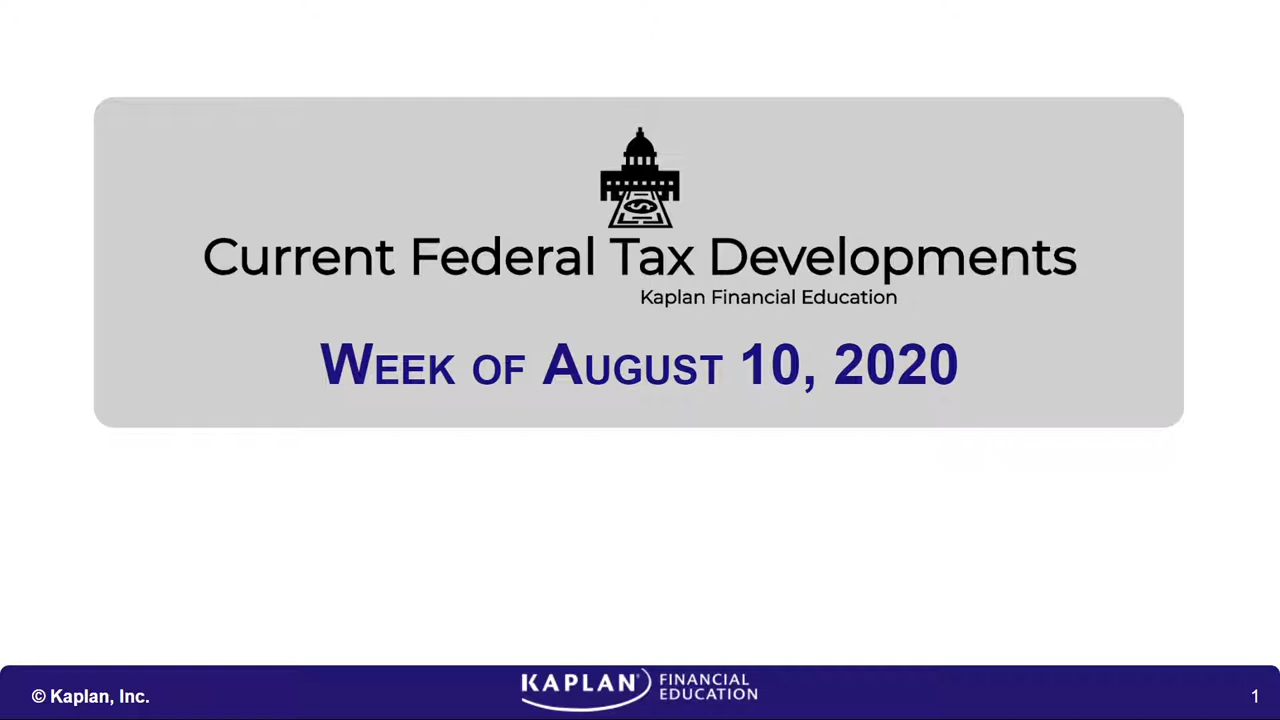 Current Federal Tax Developments
Kaplan Financial Education
Week of August 10, 2020
© Kaplan, Inc.
KAPLAN FINANCIAL EDUCATION
1